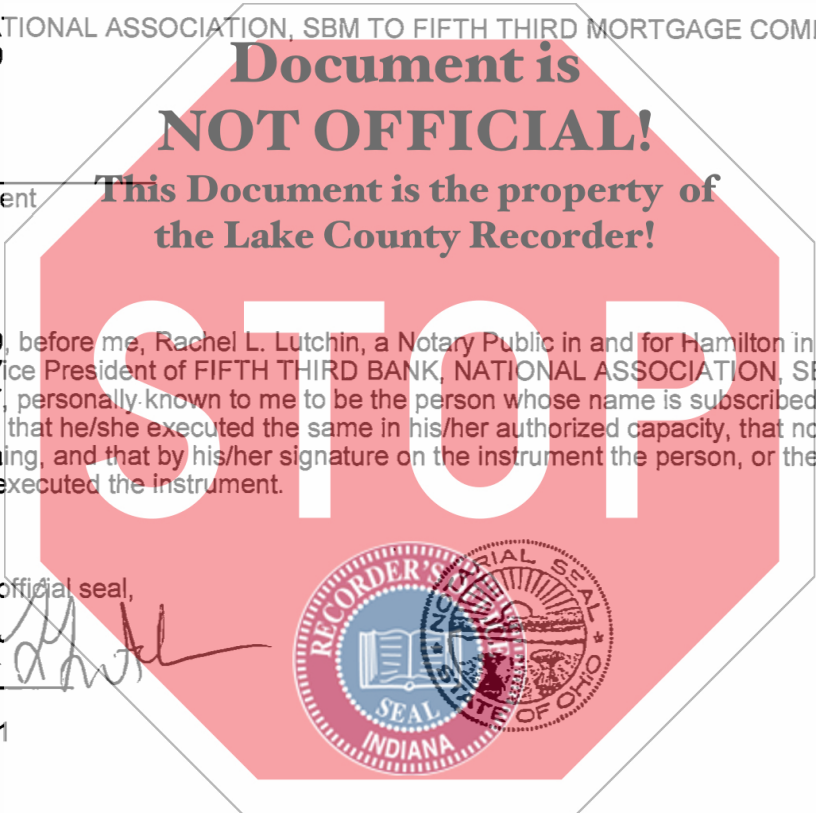 TIONAL ASSOCIATION, SBM TO FIFTH THIRD MORTGAGE COM
Document is
NOT OFFICIAL!
ent
This Document is the property of
the Lake County Recorder!
STOP
, before me, Rachel L. Lutchin, a Notary Public in and for Hamilton in
ice President of FIFTH THIRD BANK, NATIONAL ASSOCIATION, SB
, personally known to me to be the person whose name is subscribed
that he/she executed the same in his/her authorized capacity, that no
ing, and that by his/her signature on the instrument the person, or the
executed the instrument.
official seal,
RECORDER'S
SEAL
INDIANA
NOTARIAL SEAL
STATE OF OHIO
1